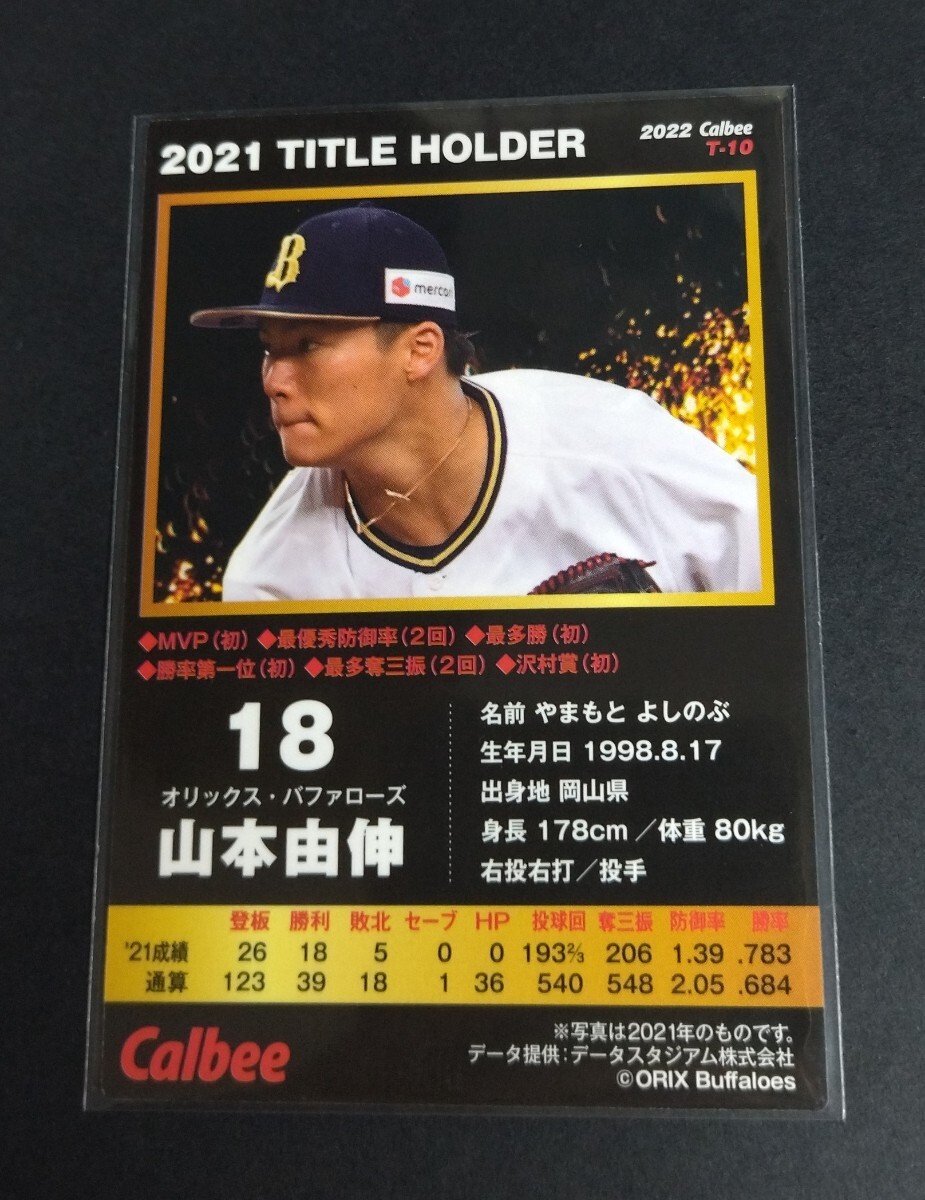 2021 TITLE HOLDER
2022 Calbee
T-10
B
mercari
◆MVP(初) ◆最優秀防御率(2回) ◆最多勝(初)
◆勝率第一位(初) ◆最多奪三振(2回) ◆沢村賞(初)
18
オリックス・バファローズ
山本由伸
名前 やまもと よしのぶ
生年月日 1998.8.17
出身地 岡山県
身長 178cm/体重 80kg
右投右打/投手
登板 勝利 敗北 セーブ HP 投球回 奪三振 防御率 勝率
'21成績 26 18 5 0 0 193⅔ 206 1.39 .783
通算 123 39 18 1 36 540 548 2.05 .684
Calbee
※写真は2021年のものです。
データ提供:データスタジアム株式会社
©ORIX Buffaloes